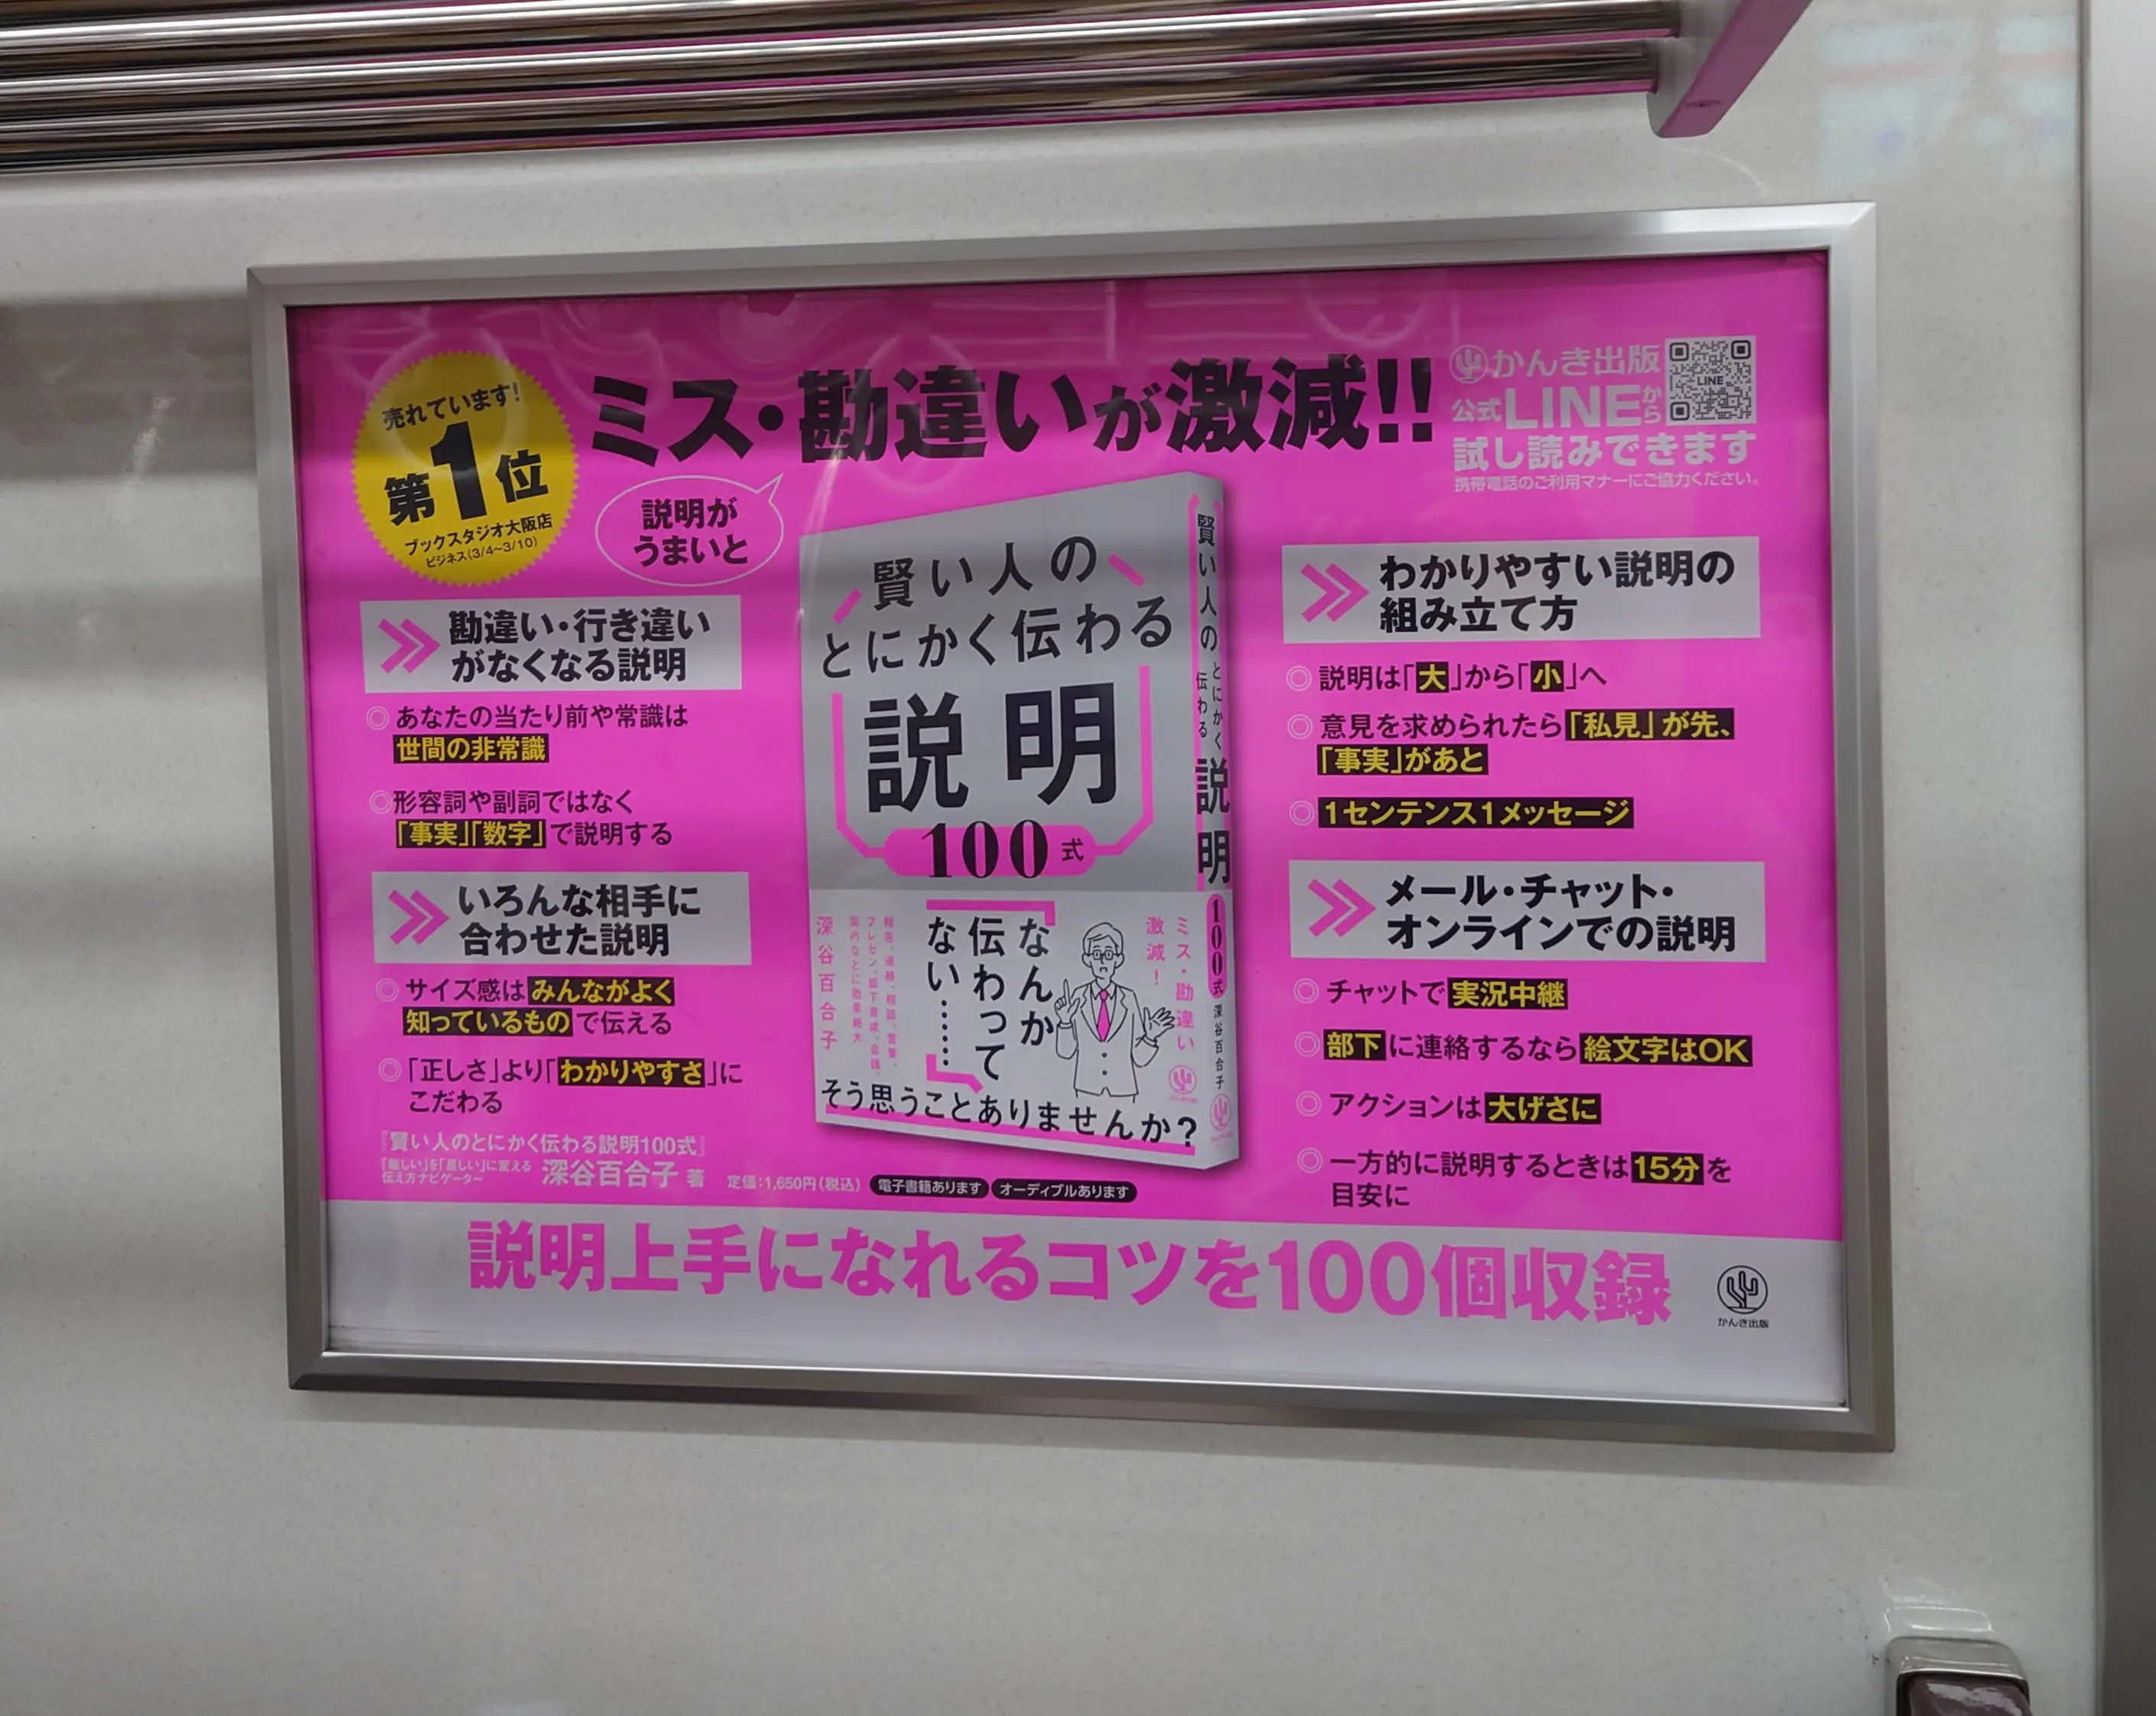 売れています!
第1位
ブックスタジオ大阪店
ビジネス(3/4~3/10)
説明が
うまいと
ミス・勘違いが激減!!
かんき出版
公式LINEから
試し読みできます
携帯電話のご利用マナーにご協力ください。
LINE
勘違い・行き違い
がなくなる説明
◎あなたの当たり前や常識は
世間の非常識
◎形容詞や副詞ではなく
「事実」「数字」で説明する
いろんな相手に
合わせた説明
◎サイズ感はみんながよく
知っているもので伝える
◎「正しさ」より「わかりやすさ」に
こだわる
『賢い人のとにかく伝わる説明100式』
「難しい」を「易しい」に変える
伝え方ナビゲーター
深谷百合子 著
定価:1,650円(税込)
電子書籍あります
オーディブルあります
賢い人の
とにかく伝わる
説明
100式
なんか
伝わって
ない……
そう思うことありませんか?
ミス・勘違い
激減!
深谷百合子
賢い人のとにかく伝わる説明100式
深谷百合子
わかりやすい説明の
組み立て方
◎説明は「大」から「小」へ
◎意見を求められたら「私見」が先、
「事実」があと
◎1センテンス1メッセージ
メール・チャット・
オンラインでの説明
◎チャットで実況中継
◎部下に連絡するなら絵文字はOK
◎アクションは大げさに
◎一方的に説明するときは15分を
目安に
説明上手になれるコツを100個収録
かんき出版